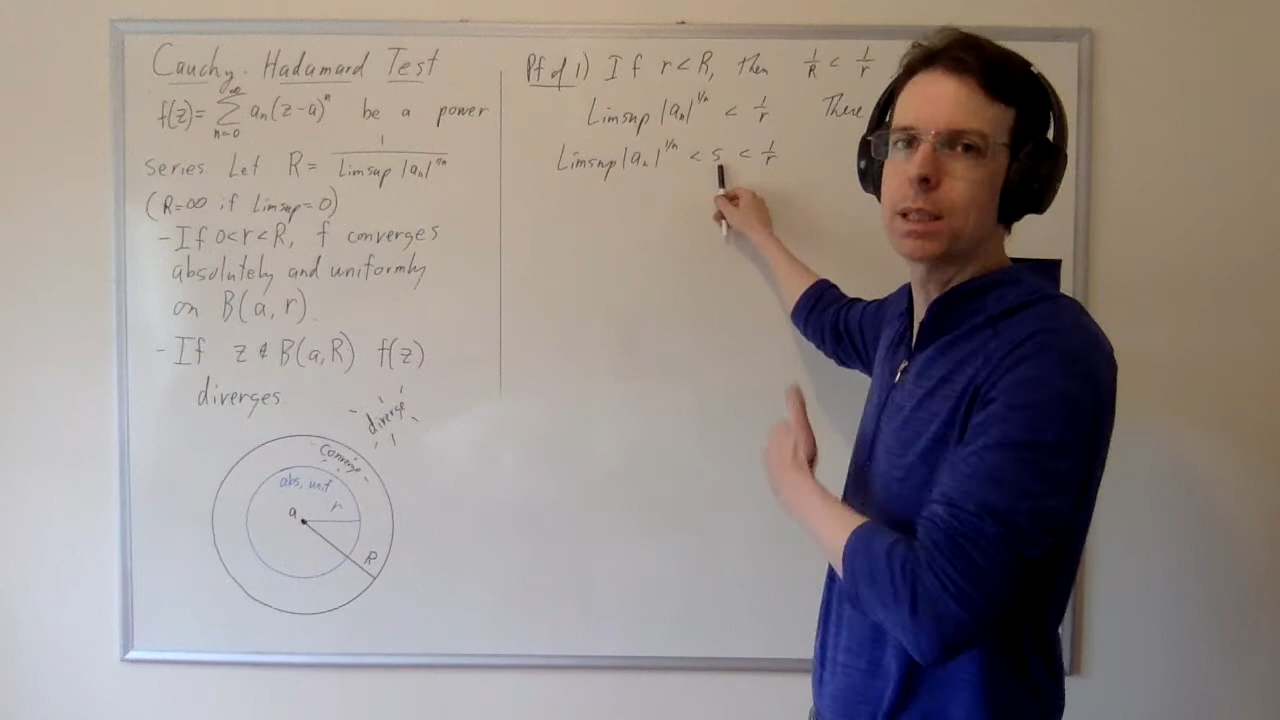 Cauchy-Hadamard Test
f(z) = ∑_{n=0}^∞ a_n(z-a)^n be a power
series Let R = 1/(Limsup |a_n|^{1/n})
(R=∞ if Limsup=0)
- If 0<r<R, f converges
absolutely and uniformly
on B(a,r).
- If z ∉ B(a,R) f(z)
diverges
diverge
Converge
abs, unif
a
r
R
Pf of 1) If r<R, then 1/R < 1/r
Limsup |a_n|^{1/n} < 1/r There
Limsup |a_n|^{1/n} < s < 1/r